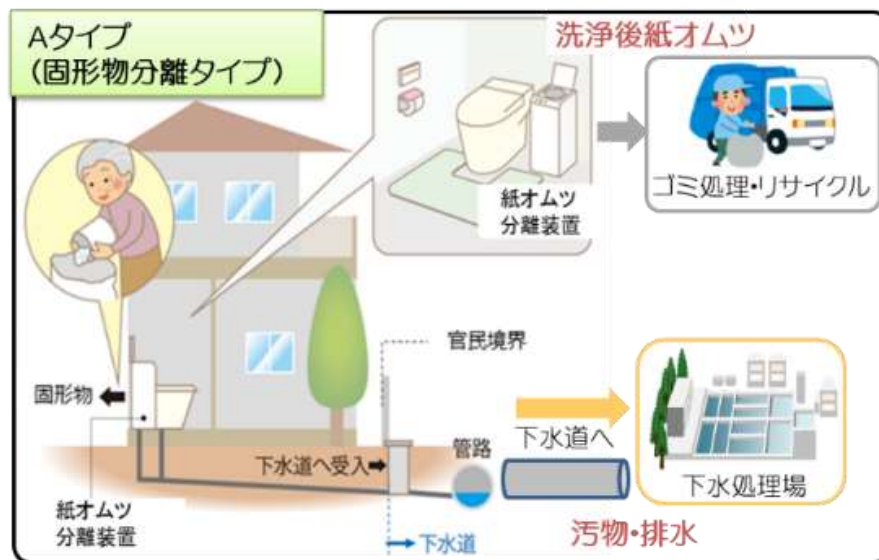 Aタイプ
(固形物分離タイプ)
洗浄後紙オムツ
ゴミ処理・リサイクル
紙オムツ
分離装置
官民境界
固形物
下水道へ受入
管路
下水道へ
下水処理場
紙オムツ
分離装置
下水道
汚物・排水